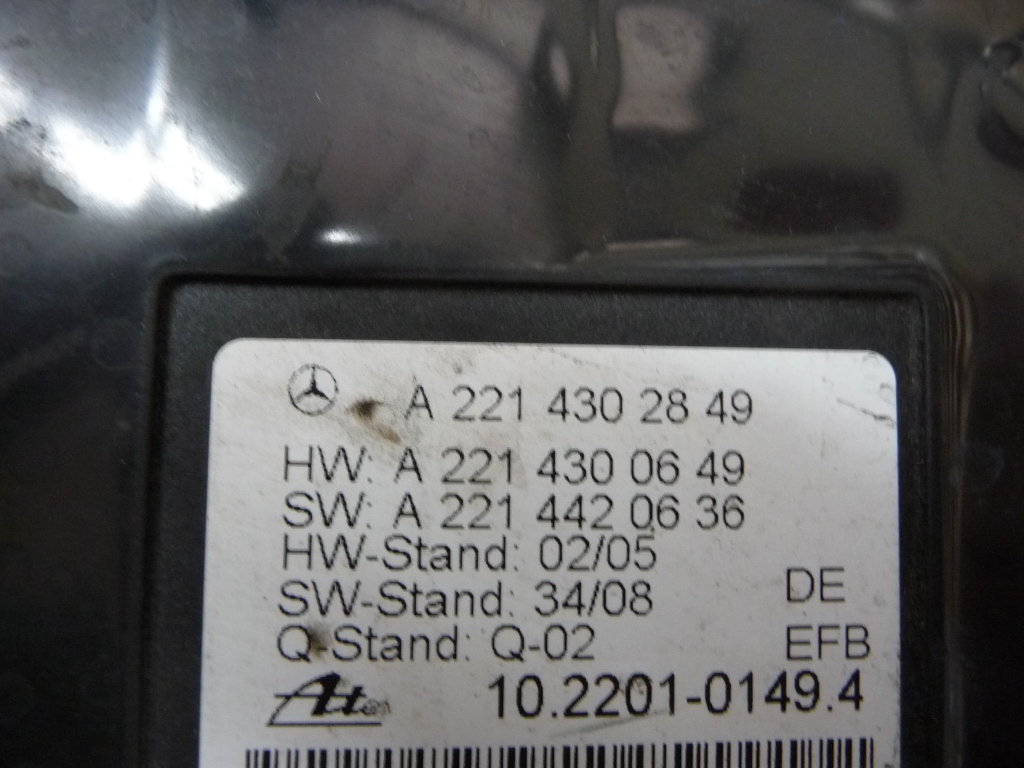 A 221 430 28 49
HW: A 221 430 06 49
SW: A 221 442 06 36
HW-Stand: 02/05
SW-Stand: 34/08 DE
Q-Stand: Q-02 EFB
Ate 10.2201-0149.4